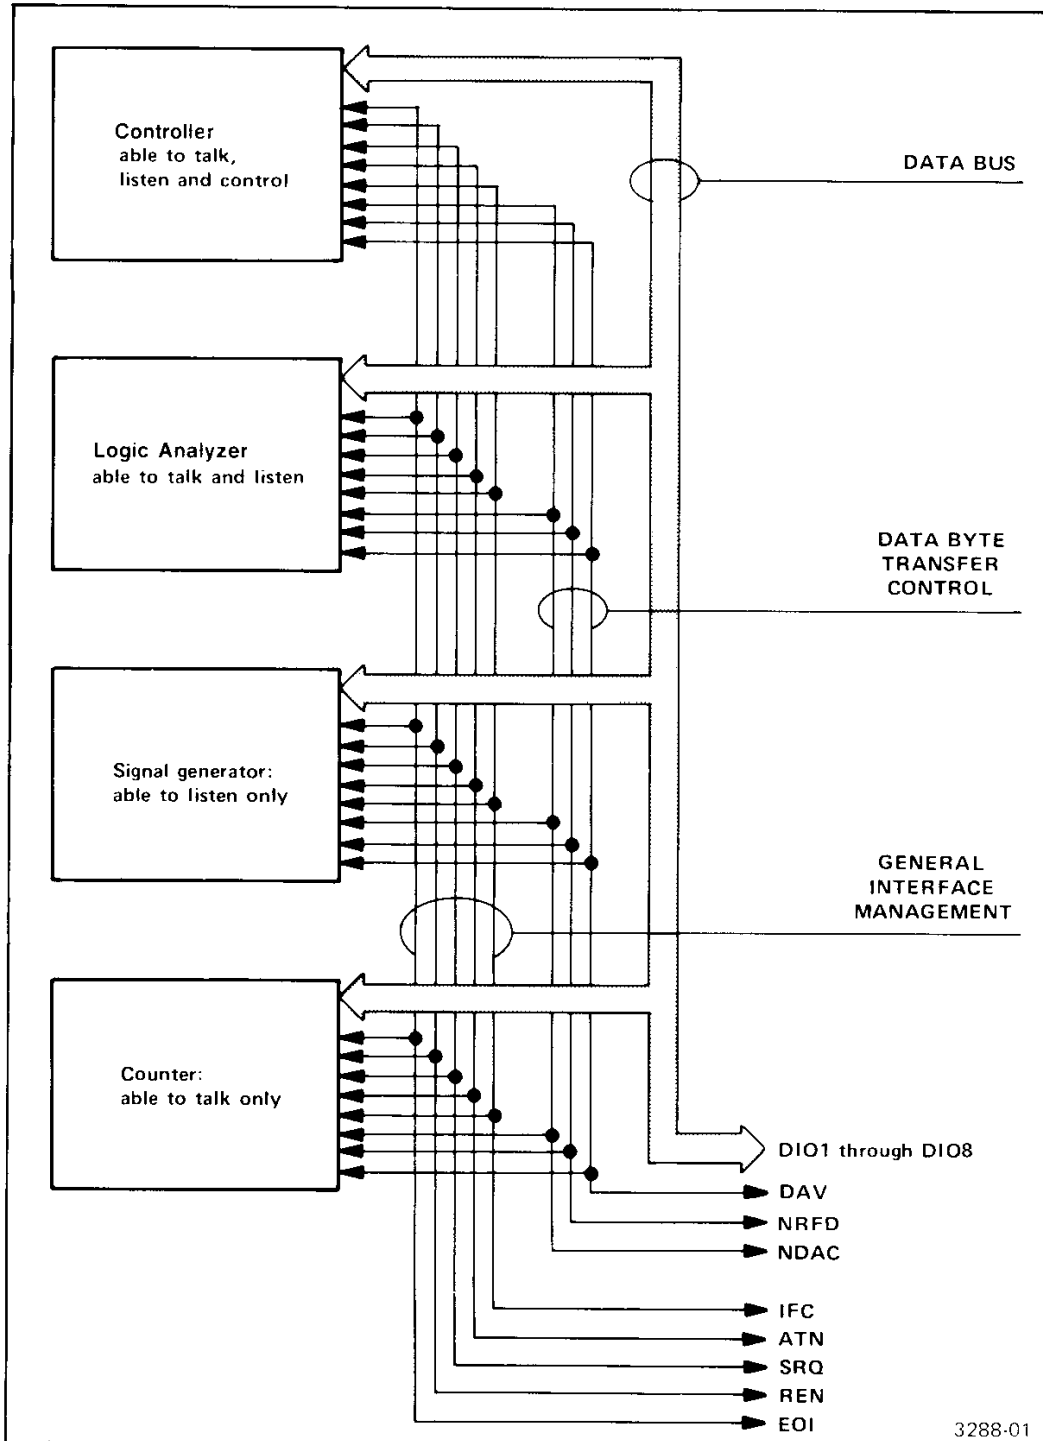 Controller
able to talk,
listen and control
DATA BUS
Logic Analyzer
able to talk and listen
DATA BYTE
TRANSFER
CONTROL
Signal generator:
able to listen only
GENERAL
INTERFACE
MANAGEMENT
Counter:
able to talk only
DIO1 through DIO8
DAV
NRFD
NDAC
IFC
ATN
SRQ
REN
EOI
3288-01